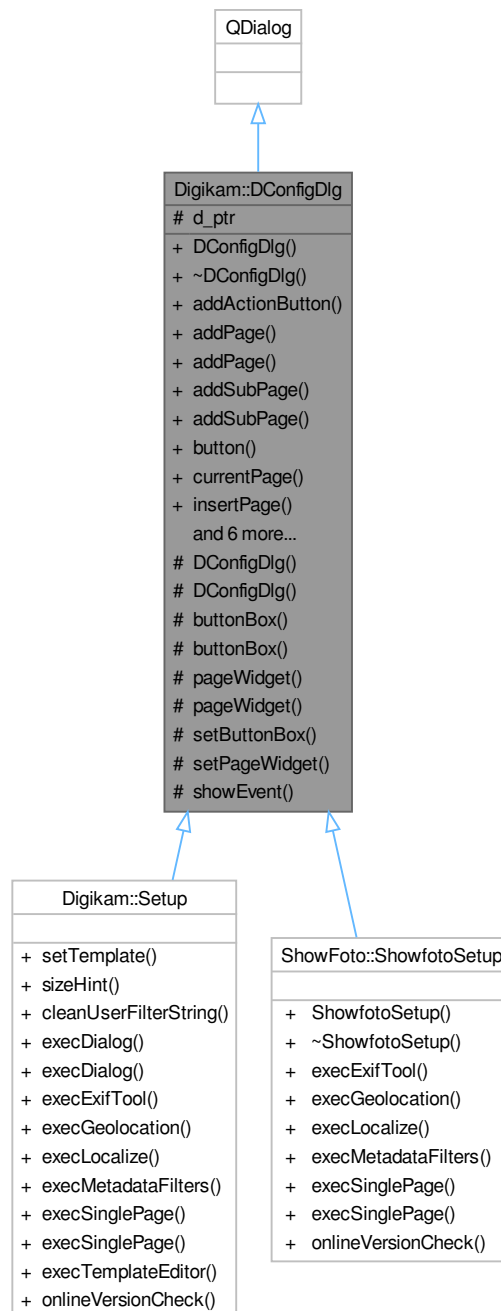 QDialog
Digikam::DConfigDlg
# d_ptr
+ DConfigDlg()
+ ~DConfigDlg()
+ addActionButton()
+ addPage()
+ addPage()
+ addSubPage()
+ addSubPage()
+ button()
+ currentPage()
+ insertPage()
and 6 more...
# DConfigDlg()
# DConfigDlg()
# buttonBox()
# buttonBox()
# pageWidget()
# pageWidget()
# setButtonBox()
# setPageWidget()
# showEvent()
Digikam::Setup
+ setTemplate()
+ sizeHint()
+ cleanUserFilterString()
+ execDialog()
+ execDialog()
+ execExifTool()
+ execGeolocation()
+ execLocalize()
+ execMetadataFilters()
+ execSinglePage()
+ execSinglePage()
+ execTemplateEditor()
+ onlineVersionCheck()
ShowFoto::ShowfotoSetup
+ ShowfotoSetup()
+ ~ShowfotoSetup()
+ execExifTool()
+ execGeolocation()
+ execLocalize()
+ execMetadataFilters()
+ execSinglePage()
+ execSinglePage()
+ onlineVersionCheck()